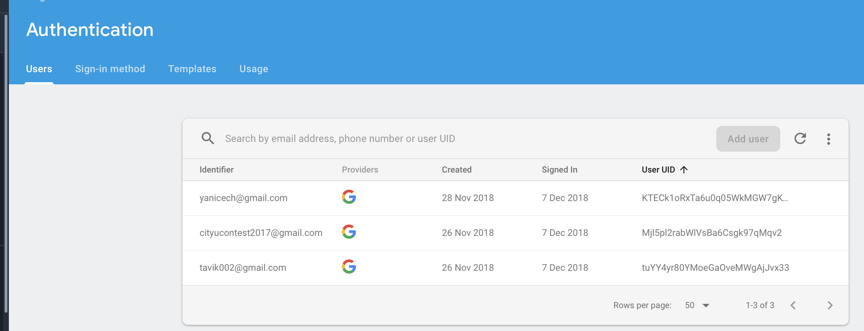 Authentication
Users Sign-in method Templates Usage
Search by email address, phone number or user UID Add user
Identifier Providers Created Signed In User UID
yanicech@gmail.com 28 Nov 2018 7 Dec 2018 KTECk1oRxTa6u0q05WkMGW7gK...
cityucontest2017@gmail.com 26 Nov 2018 7 Dec 2018 Mjl5pI2rabWIVsBa6Csgk97qMqv2
tavik002@gmail.com 26 Nov 2018 7 Dec 2018 tuYY4yr80YMoeGaOveMWgAjJvx33
Rows per page: 50 1-3 of 3